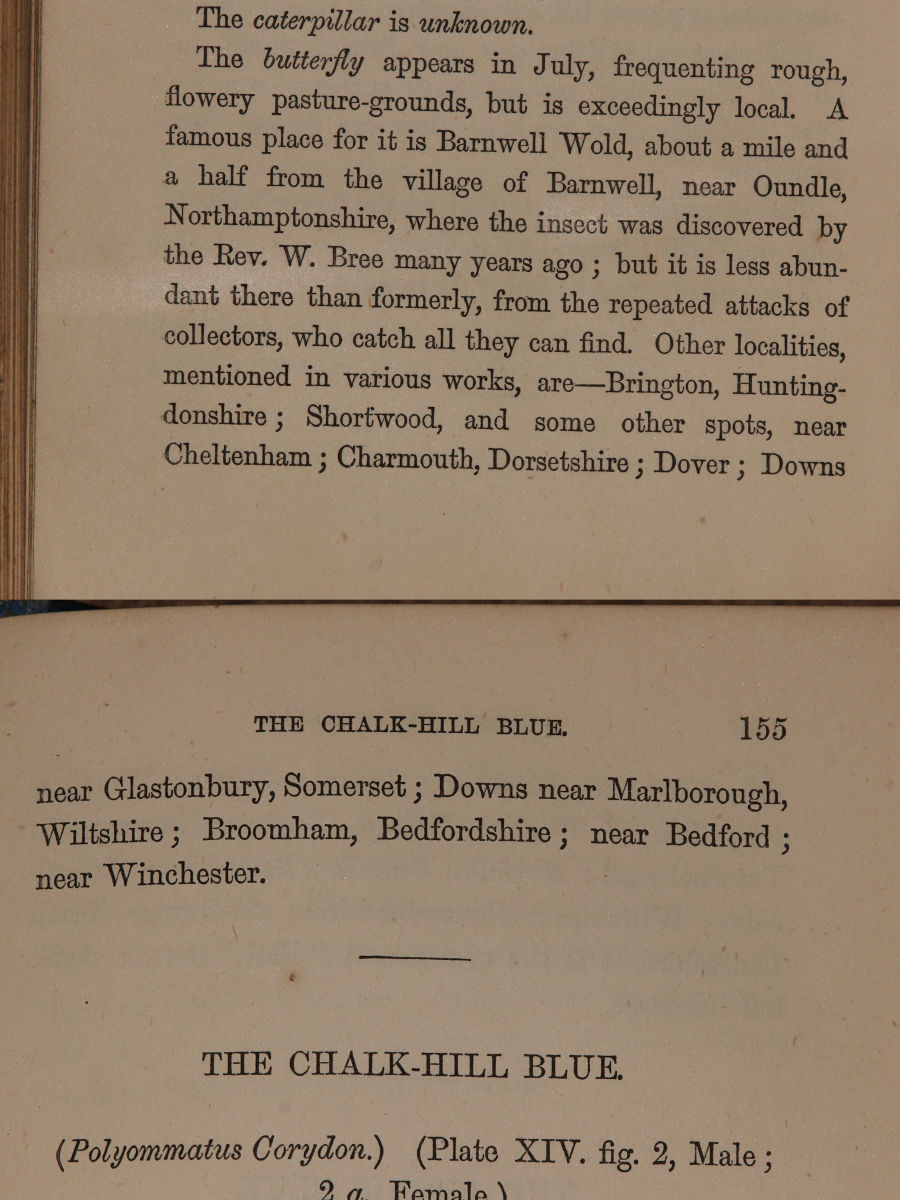 The caterpillar is unknown.
The butterfly appears in July, frequenting rough,
flowery pasture-grounds, but is exceedingly local. A
famous place for it is Barnwell Wold, about a mile and
a half from the village of Barnwell, near Oundle,
Northamptonshire, where the insect was discovered by
the Rev. W. Bree many years ago ; but it is less abun-
dant there than formerly, from the repeated attacks of
collectors, who catch all they can find. Other localities,
mentioned in various works, are—Brington, Hunting-
donshire ; Shortwood, and some other spots, near
Cheltenham ; Charmouth, Dorsetshire ; Dover ; Downs
THE CHALK-HILL BLUE. 155
near Glastonbury, Somerset ; Downs near Marlborough,
Wiltshire ; Broomham, Bedfordshire ; near Bedford ;
near Winchester.
THE CHALK-HILL BLUE.
(Polyommatus Corydon.) (Plate XIV. fig. 2, Male ;
2 a, Female.)